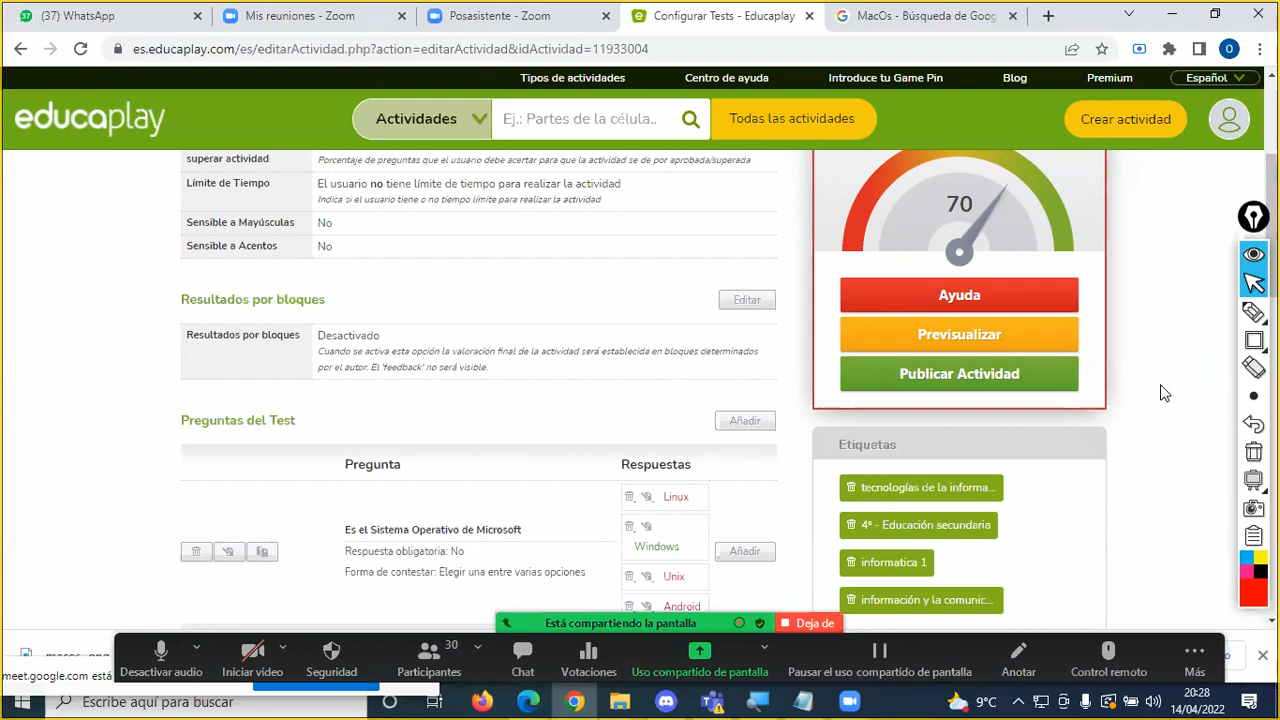 (37) WhatsApp
Mis reuniones - Zoom
Posasistente - Zoom
Configurar Tests - Educaplay
MacOs - Búsqueda de Goog
es.educaplay.com/es/editarActividad.php?action=editarActividad&idActividad=11933004
O
Tipos de actividades
Centro de ayuda
Introduce tu Game Pin
Blog
Premium
Español
educaplay
Actividades
Ej.: Partes de la célula..
Todas las actividades
Crear actividad
superar actividad
Porcentaje de preguntas que el usuario debe acertar para que la actividad se de por aprobada/superada
Límite de Tiempo
El usuario no tiene límite de tiempo para realizar la actividad
Indica si el usuario tiene o no tiempo límite para realizar la actividad
Sensible a Mayúsculas
No
Sensible a Acentos
No
70
Ayuda
Previsualizar
Publicar Actividad
Resultados por bloques
Editar
Resultados por bloques
Desactivado
Cuando se activa esta opción la valoración final de la actividad será establecida en bloques determinados
por el autor. El 'feedback' no será visible.
Preguntas del Test
Añadir
Pregunta
Respuestas
Es el Sistema Operativo de Microsoft
Respuesta obligatoria: No
Forma de contestar: Elegir una entre varias opciones
Linux
Windows
Unix
Android
Añadir
Etiquetas
tecnologías de la informa...
4º - Educación secundaria
informatica 1
información y la comunic...
Está compartiendo la pantalla
Deja de
meet.google.com está
Desactivar audio
Iniciar video
Seguridad
Participantes
30
Chat
Votaciones
Uso compartido de pantalla
Pausar el uso compartido de pantalla
Anotar
Control remoto
Más
Escribe aquí para buscar
9°C
20:28
14/04/2022